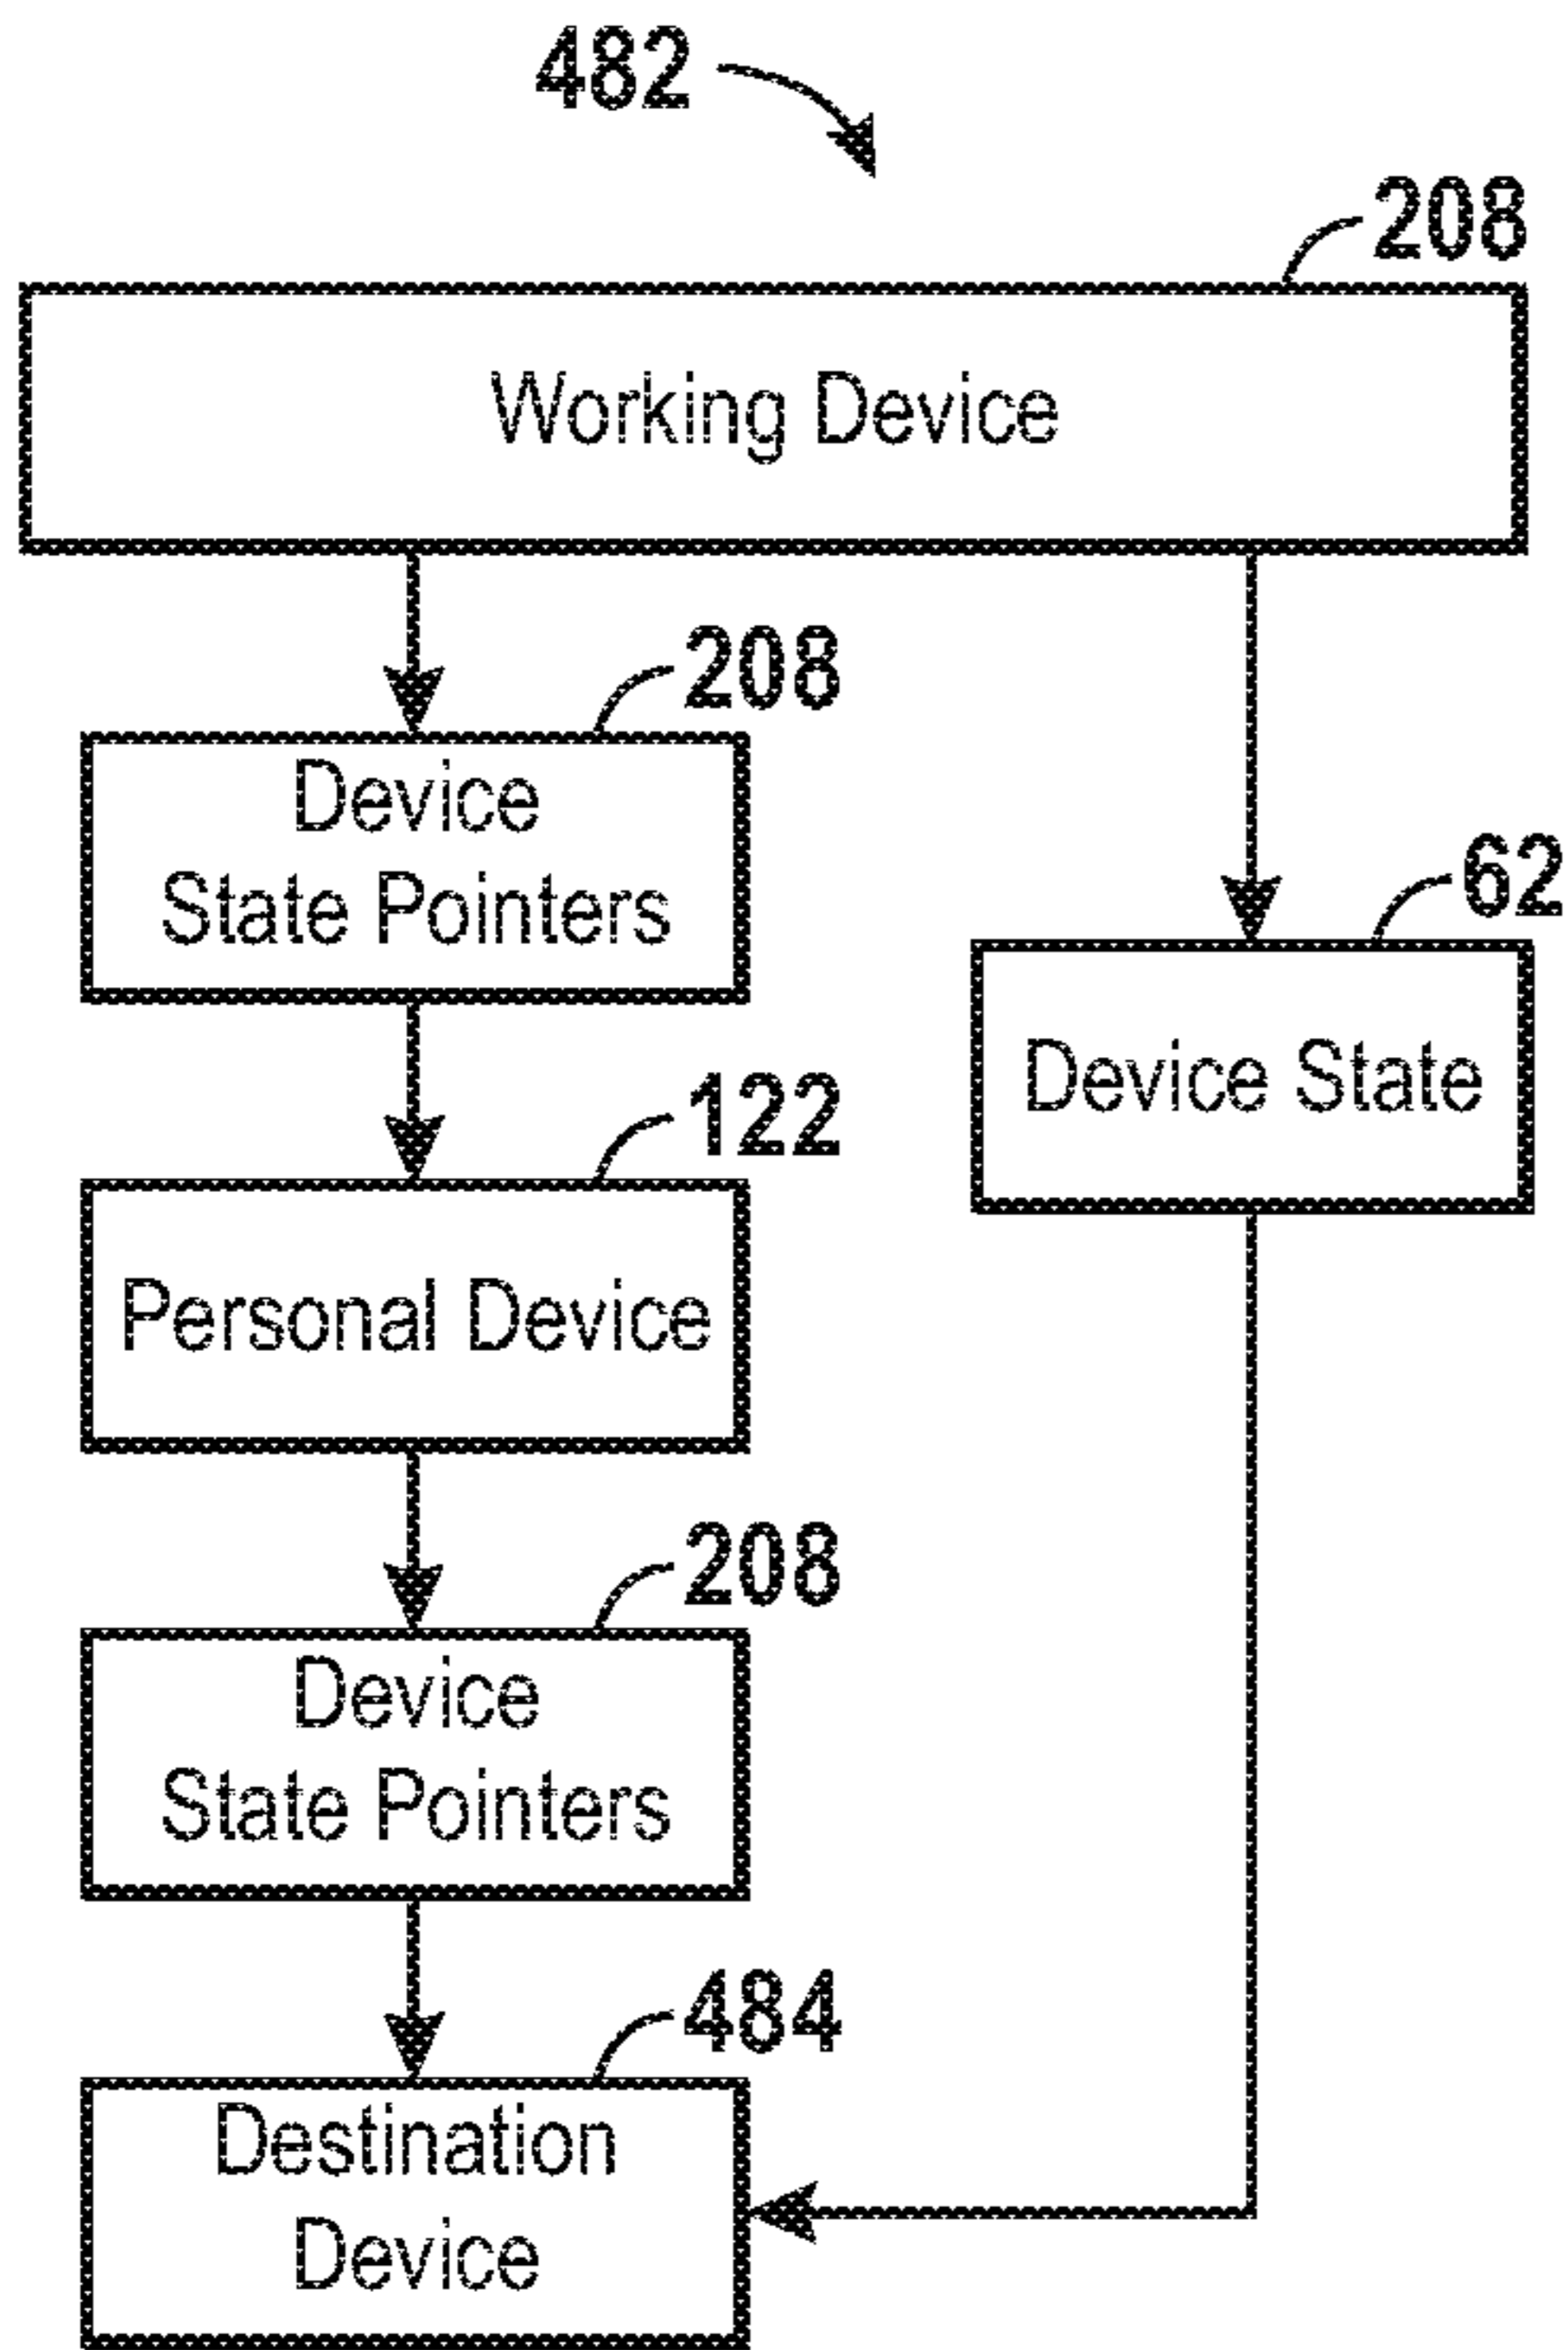 482
208
Working Device
208
Device
State Pointers
62
Device State
122
Personal Device
208
Device
State Pointers
484
Destination
Device